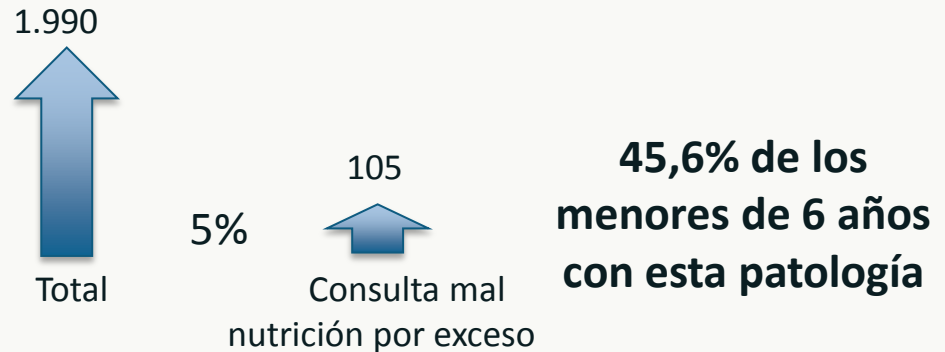 1.990
Total
5%
105
Consulta mal
nutrición por exceso
45,6% de los
menores de 6 años
con esta patología